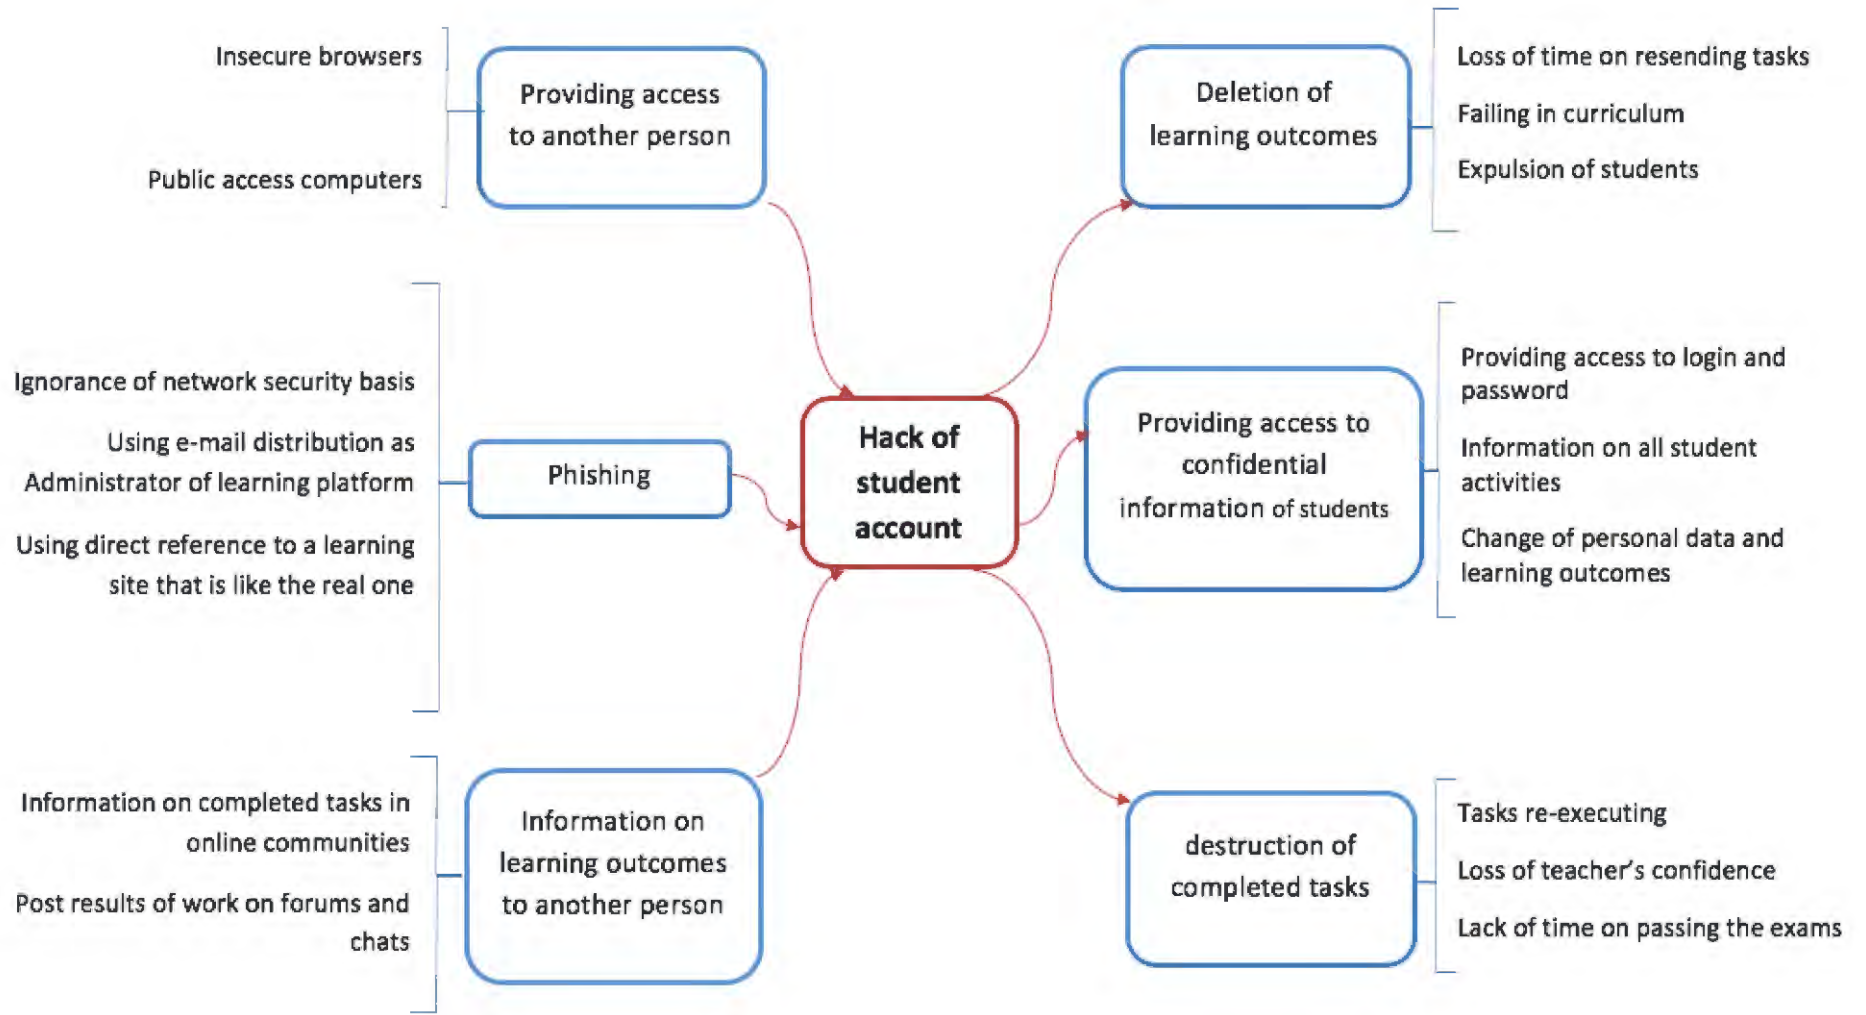 Insecure browsers
Public access computers
Providing access
to another person
Ignorance of network security basis
Using e-mail distribution as
Administrator of learning platform
Using direct reference to a learning
site that is like the real one
Phishing
Information on completed tasks in
online communities
Post results of work on forums and
chats
Information on
learning outcomes
to another person
Hack of
student
account
Deletion of
learning outcomes
Loss of time on resending tasks
Failing in curriculum
Expulsion of students
Providing access to
confidential
information of students
Providing access to login and
password
Information on all student
activities
Change of personal data and
learning outcomes
destruction of
completed tasks
Tasks re-executing
Loss of teacher's confidence
Lack of time on passing the exams